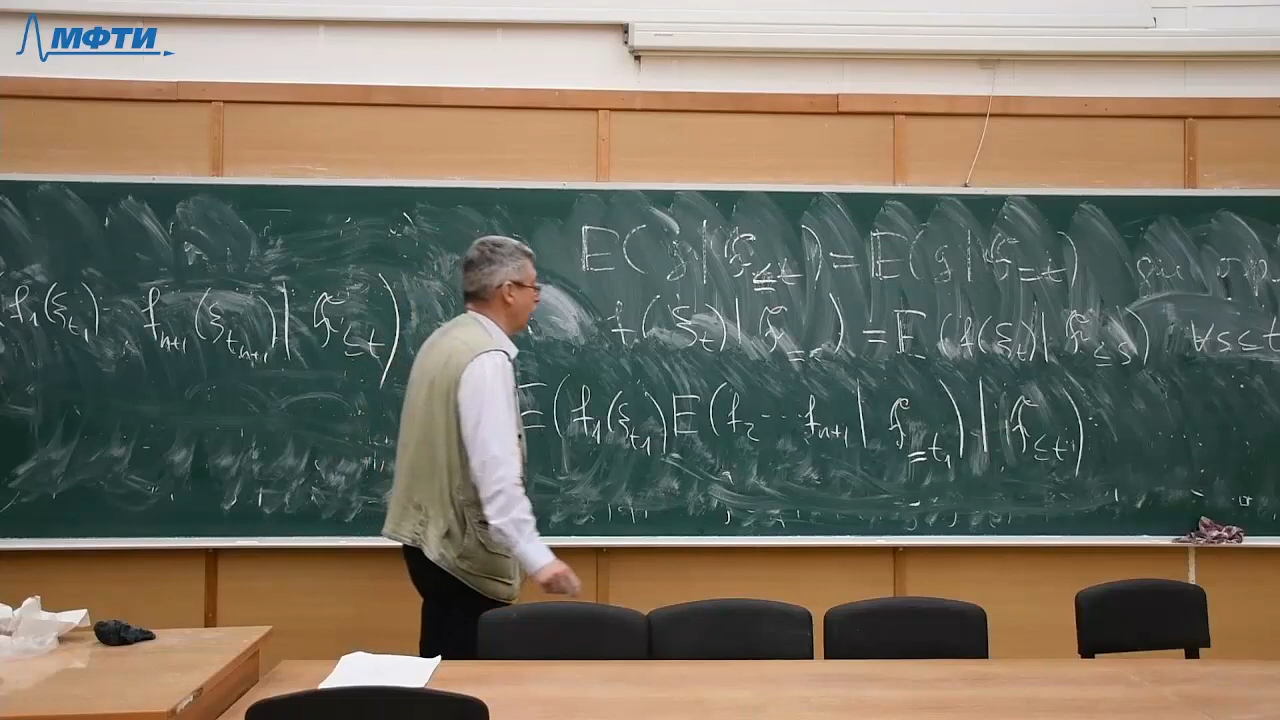 МФТИ
E(g|𝓕≤t) = E(g|𝓕=t)
f(ξt)|𝓕= ) = E(f(ξt)|𝓕≤s) ∀s≤t
f1(ξt1) · fn+1(ξtn+1)|𝓕≤t)
=(f1(ξt1)E(f2 ... fn+1|𝓕=t1)|𝓕≤t)